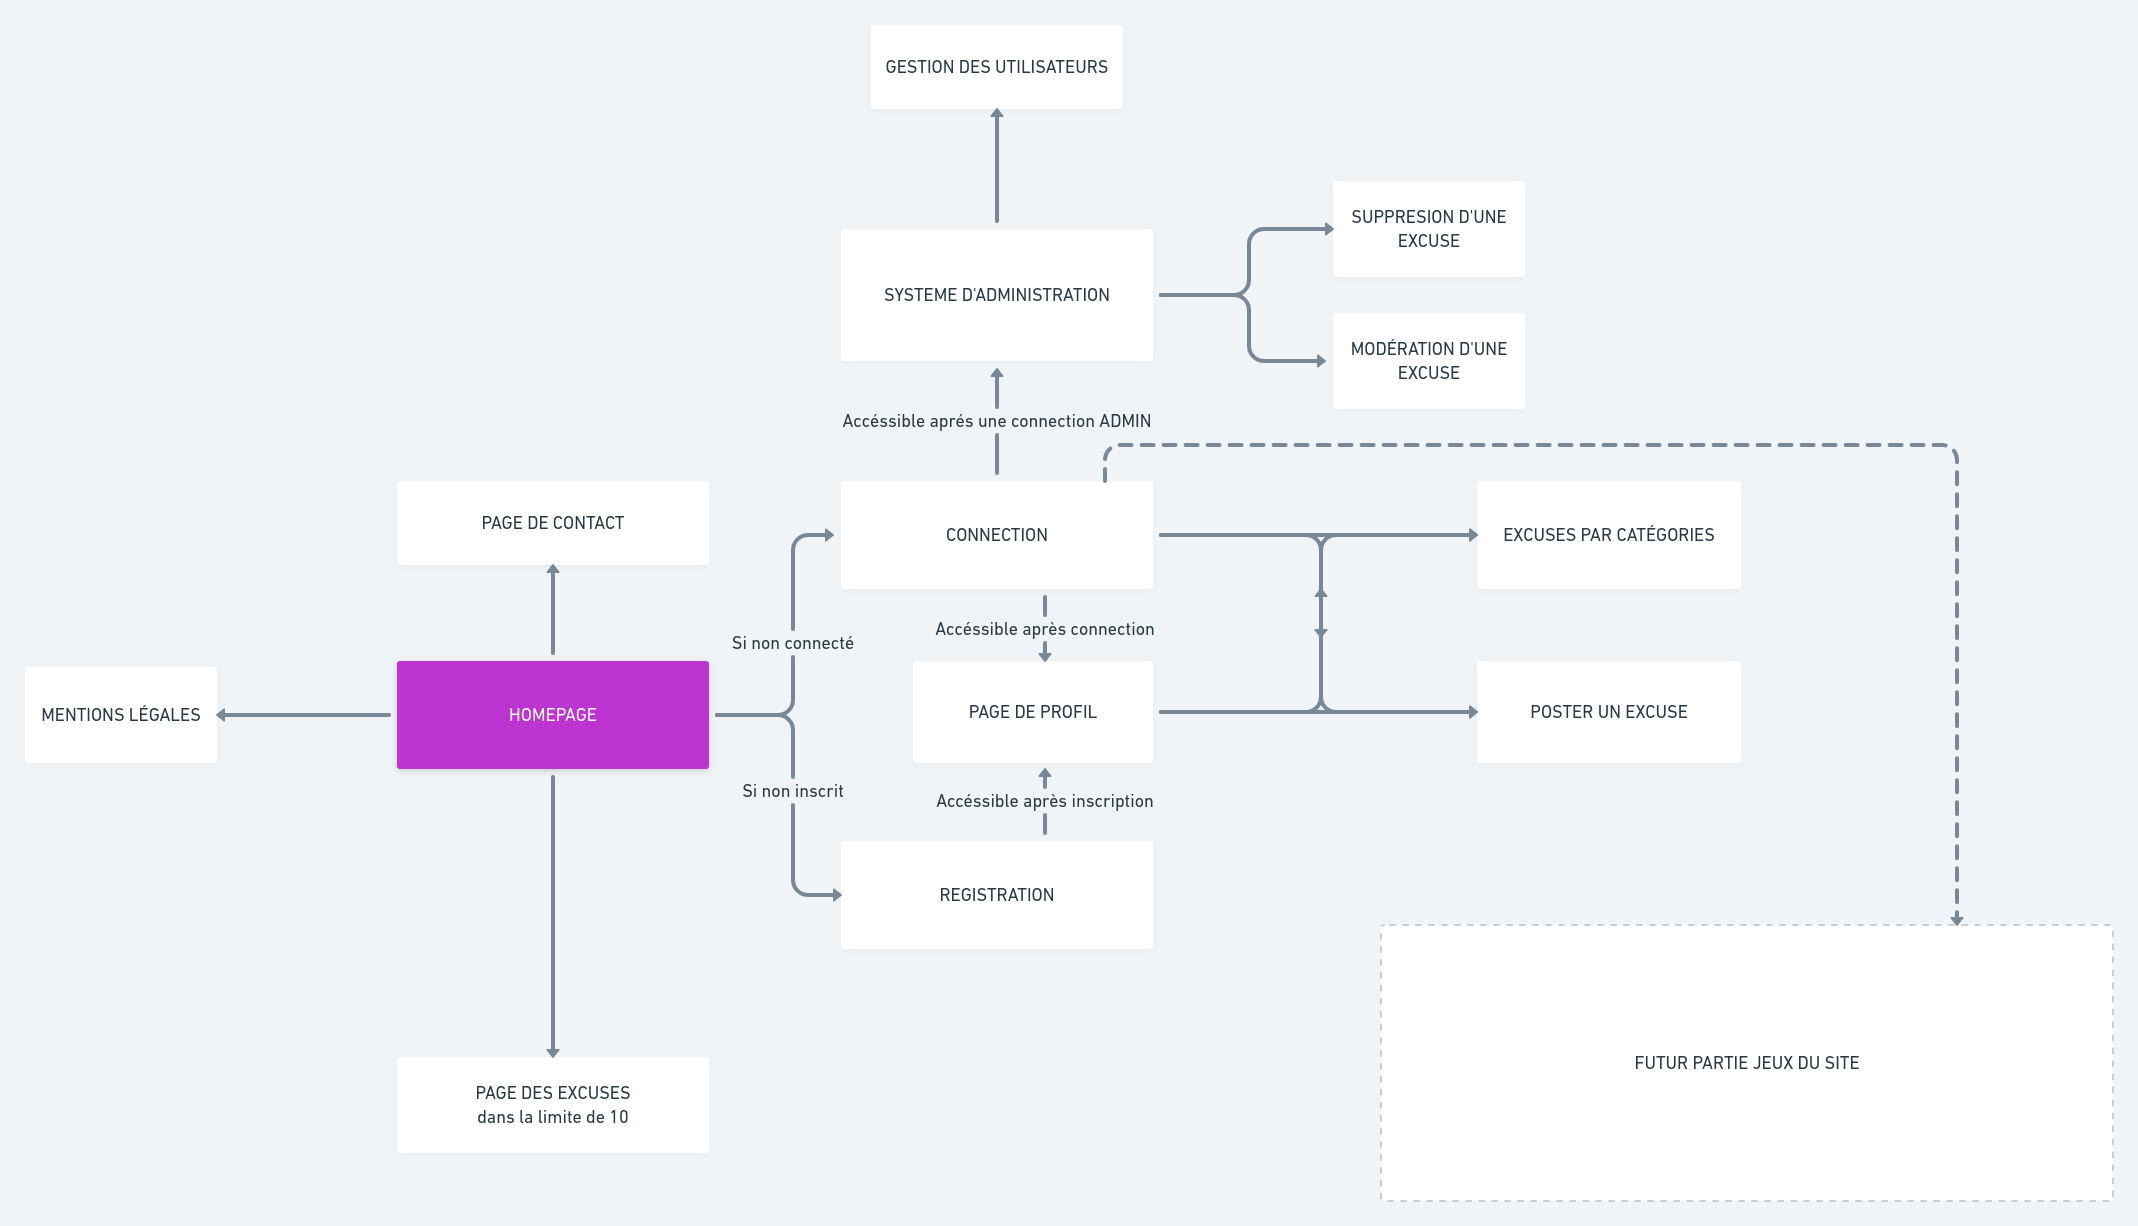 GESTION DES UTILISATEURS
SUPPRESION D'UNE
EXCUSE
SYSTEME D'ADMINISTRATION
MODÉRATION D'UNE
EXCUSE
Accéssible aprés une connection ADMIN
PAGE DE CONTACT
CONNECTION
EXCUSES PAR CATÉGORIES
Si non connecté
Accéssible après connection
MENTIONS LÉGALES
HOMEPAGE
PAGE DE PROFIL
POSTER UN EXCUSE
Si non inscrit
Accéssible après inscription
REGISTRATION
FUTUR PARTIE JEUX DU SITE
PAGE DES EXCUSES
dans la limite de 10